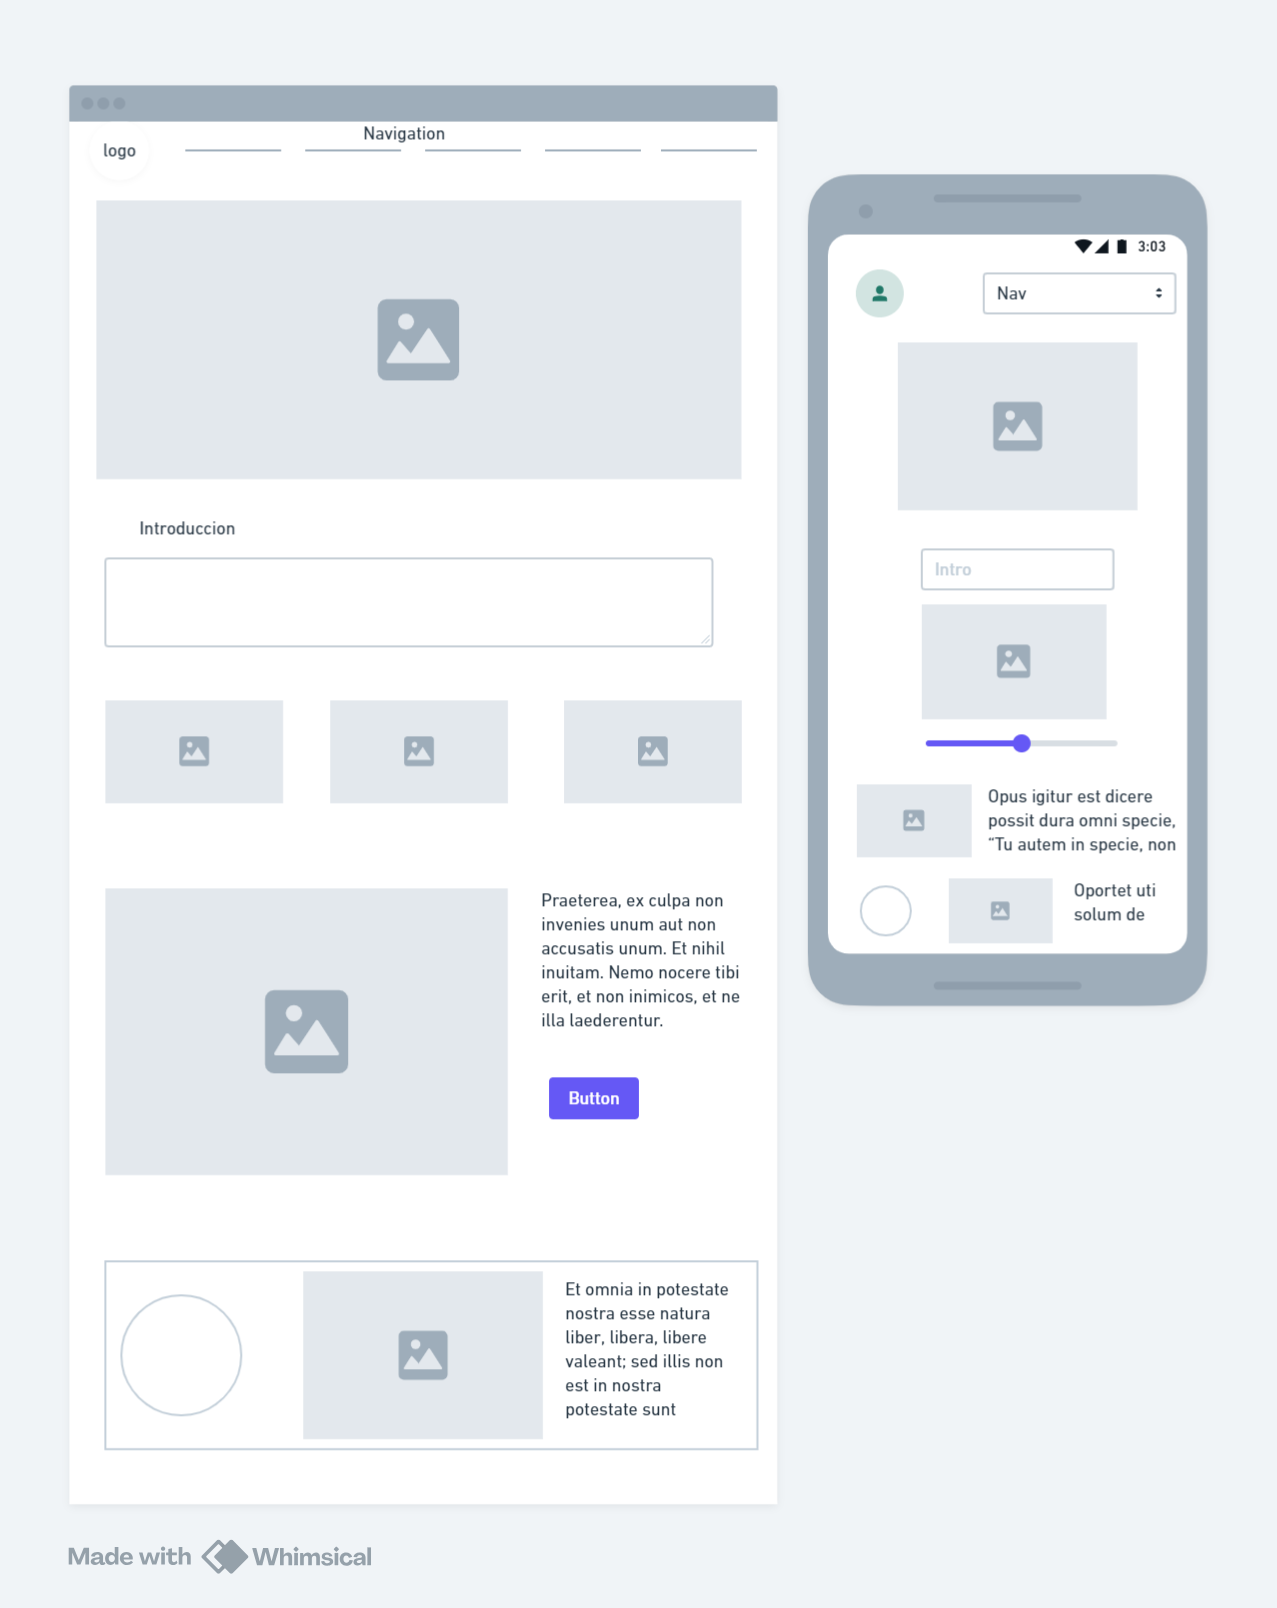 Navigation
logo
Introduccion
Praeterea, ex culpa non
invenies unum aut non
accusatis unum. Et nihil
inuitam. Nemo nocere tibi
erit, et non inimicos, et ne
illa laederentur.
Button
Et omnia in potestate
nostra esse natura
liber, libera, libere
valeant; sed illis non
est in nostra
potestate sunt
3:03
Nav
Intro
Opus igitur est dicere
possit dura omni specie,
“Tu autem in specie, non
Oportet uti
solum de
Made with Whimsical